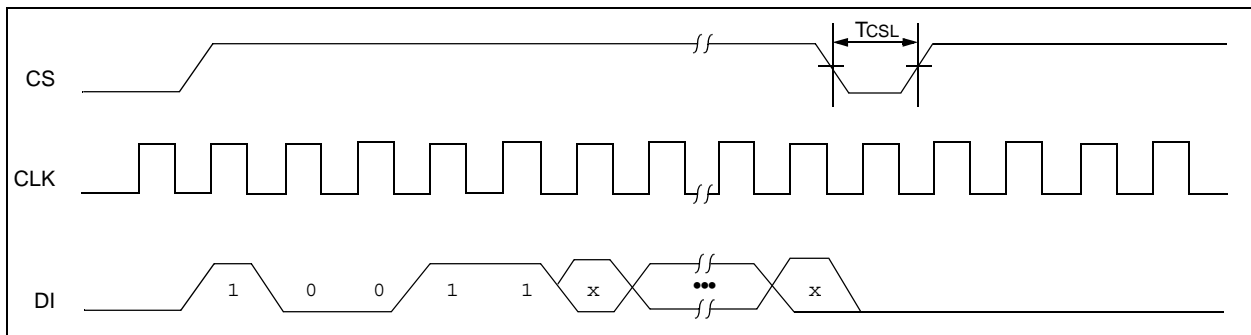 TCSL
CS
CLK
DI
1 0 0 1 1 x ••• x